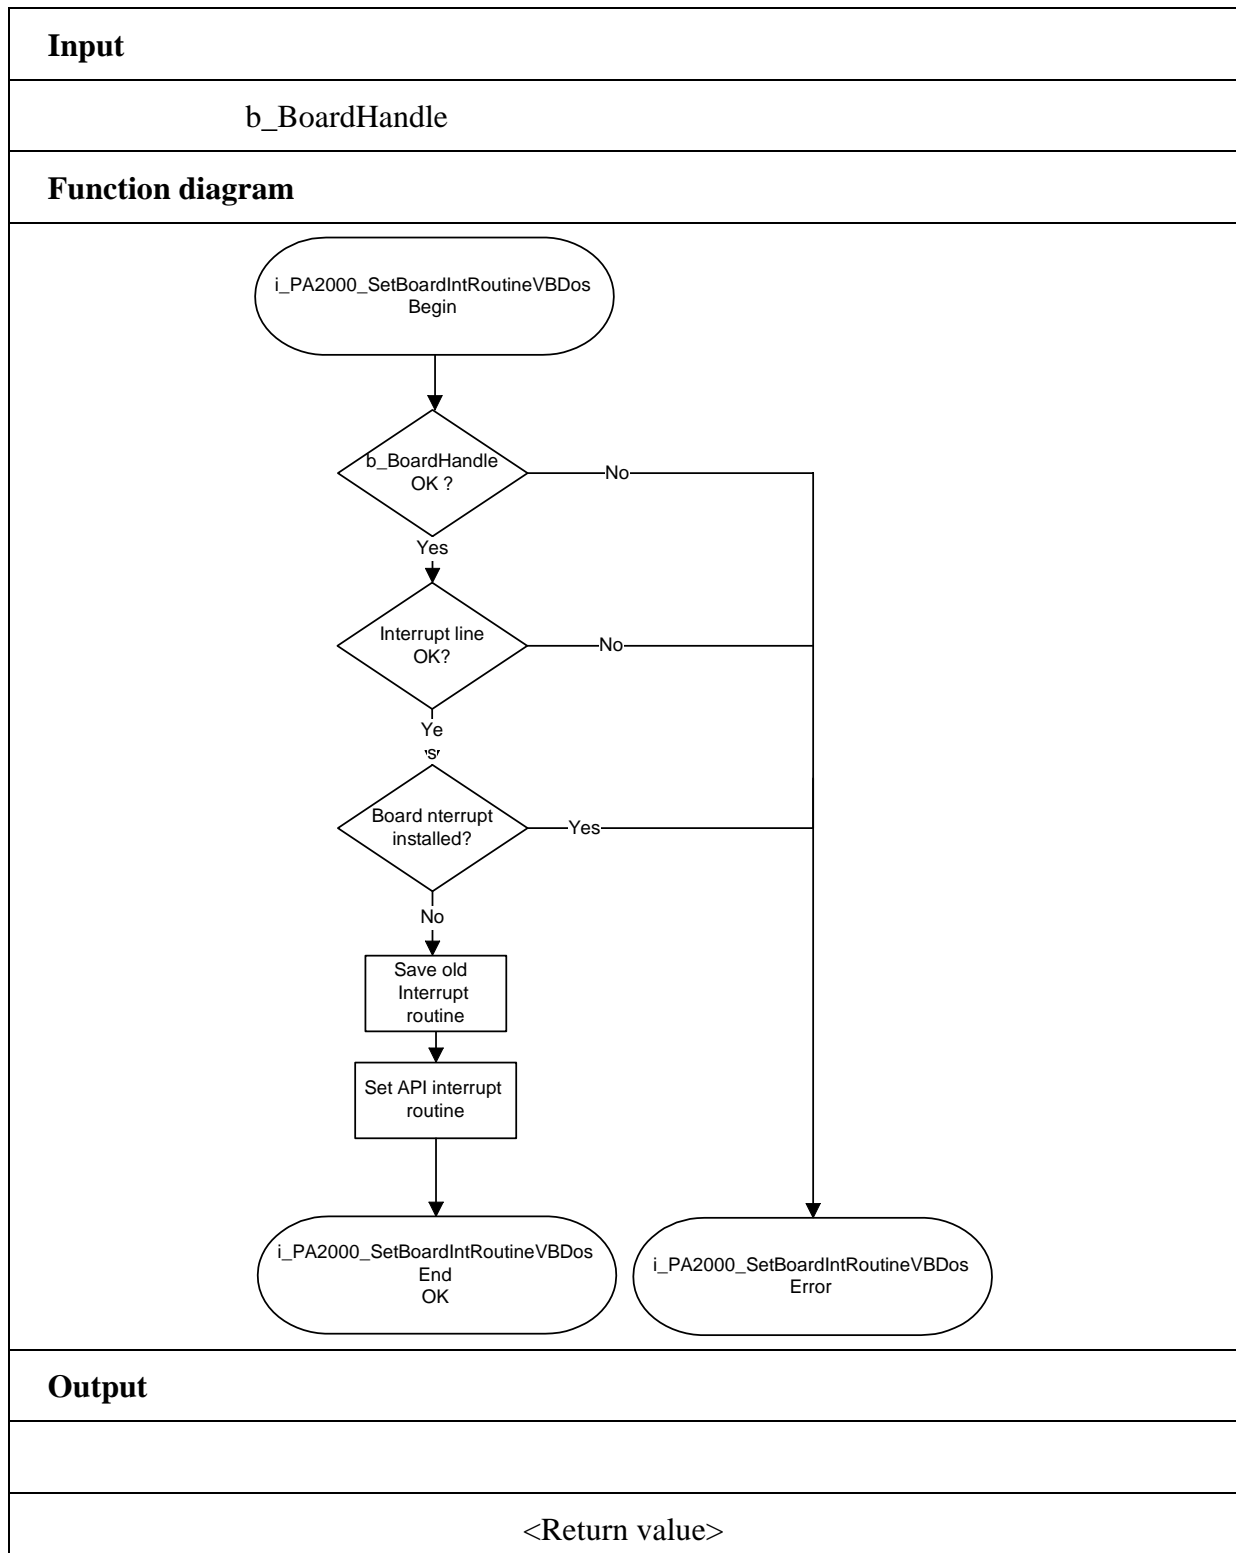 Input
b_BoardHandle
Function diagram
i_PA2000_SetBoardIntRoutineVBDos
Begin
b_BoardHandle
OK ?
No
Yes
Interrupt line
OK?
No
Ye
s
Board nterrupt
installed?
Yes
No
Save old
Interrupt
routine
Set API interrupt
routine
i_PA2000_SetBoardIntRoutineVBDos
End
OK
i_PA2000_SetBoardIntRoutineVBDos
Error
Output
<Return value>